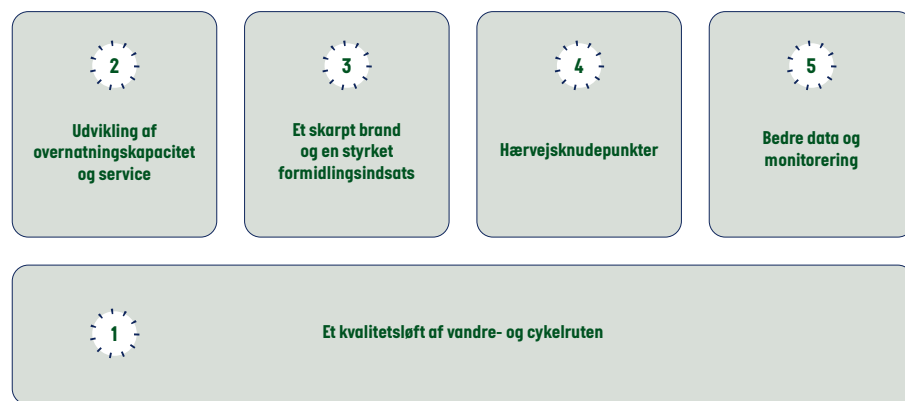 2
Udvikling af
overnatningskapacitet
og service
3
Et skarpt brand
og en styrket
formidlingsindsats
4
Hærvejsknudepunkter
5
Bedre data og
monitorering
1
Et kvalitetsløft af vandre- og cykelruten